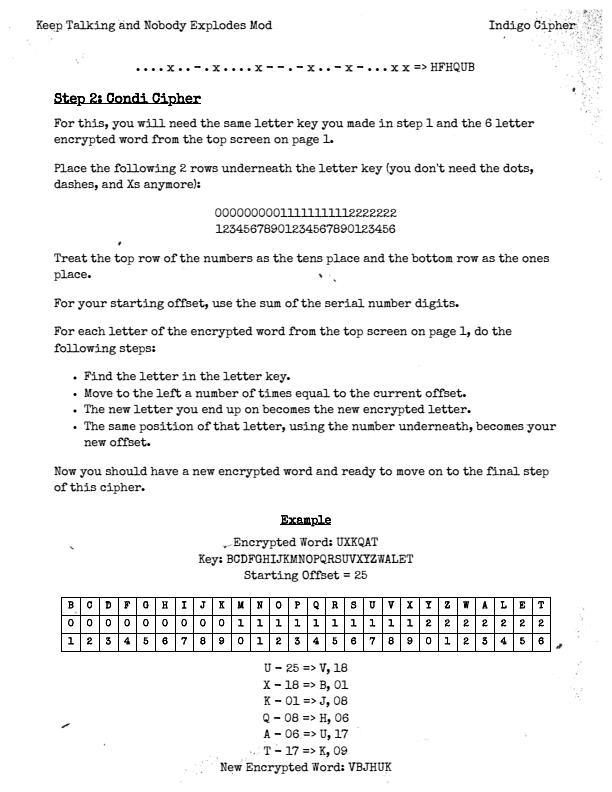 Keep Talking and Nobody Explodes Mod Indigo Cipher
. . . . x . . - . x . . . . x - - . - x . . - x - . . . x x => HFHQUB
Step 2: Condi Cipher
For this, you will need the same letter key you made in step 1 and the 6 letter
encrypted word from the top screen on page 1.
Place the following 2 rows underneath the letter key (you don't need the dots,
dashes, and Xs anymore):
00000000011111111112222222
12345678901234567890123456
Treat the top row of the numbers as the tens place and the bottom row as the ones
place.
For your starting offset, use the sum of the serial number digits.
For each letter of the encrypted word from the top screen on page 1, do the
following steps:
• Find the letter in the letter key.
• Move to the left a number of times equal to the current offset.
• The new letter you end up on becomes the new encrypted letter.
• The same position of that letter, using the number underneath, becomes your
new offset.
Now you should have a new encrypted word and ready to move on to the final step
of this cipher.
Example
Encrypted Word: UXKQAT
Key: BCDFGHIJKMNOPQRSUVXYZWALET
Starting Offset = 25
B C D F G H I J K M N O P Q R S U V X Y Z W A L E T
0 0 0 0 0 0 0 0 0 1 1 1 1 1 1 1 1 1 1 2 2 2 2 2 2 2
1 2 3 4 5 6 7 8 9 0 1 2 3 4 5 6 7 8 9 0 1 2 3 4 5 6
U - 25 => V, 18
X - 18 => B, 01
K - 01 => J, 08
Q - 08 => H, 06
A - 06 => U, 17
T - 17 => K, 09
New Encrypted Word: VBJHUK